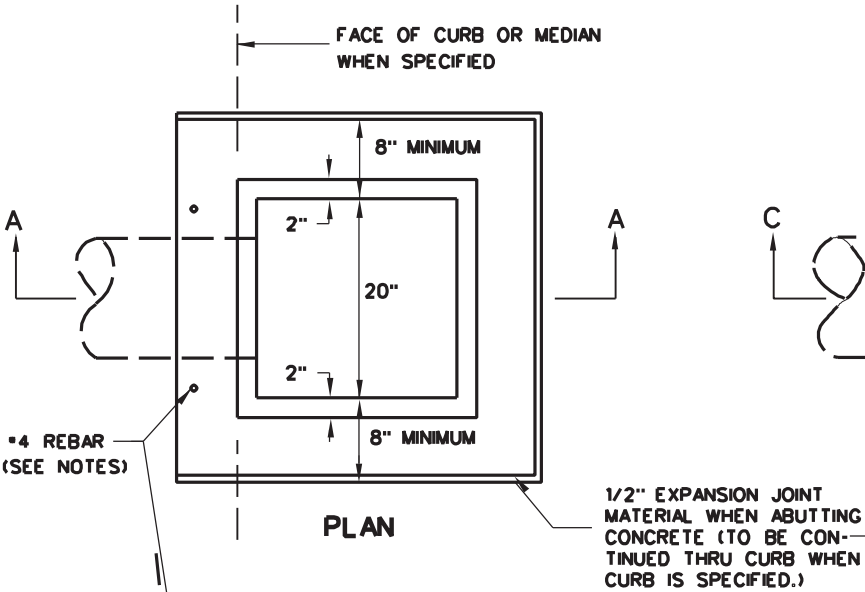 FACE OF CURB OR MEDIAN
WHEN SPECIFIED
8" MINIMUM
A
2"
A
C
20"
2"
#4 REBAR
(SEE NOTES)
8" MINIMUM
PLAN
1/2" EXPANSION JOINT
MATERIAL WHEN ABUTTING
CONCRETE (TO BE CON-
TINUED THRU CURB WHEN
CURB IS SPECIFIED.)